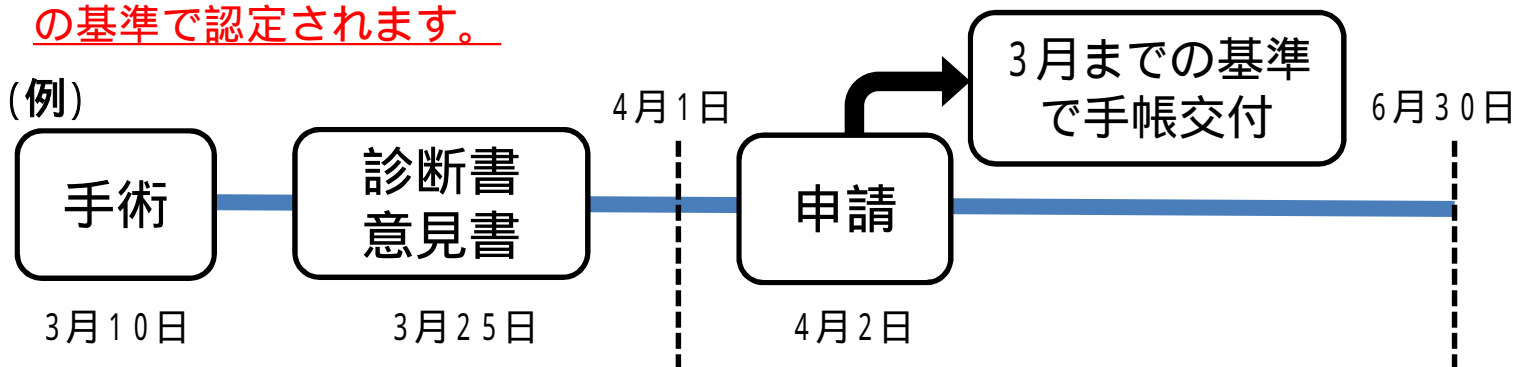 の基準で認定されます。
(例)
3月までの基準
で手帳交付
4月1日
6月30日
手術
診断書
意見書
申請
3月10日
3月25日
4月2日